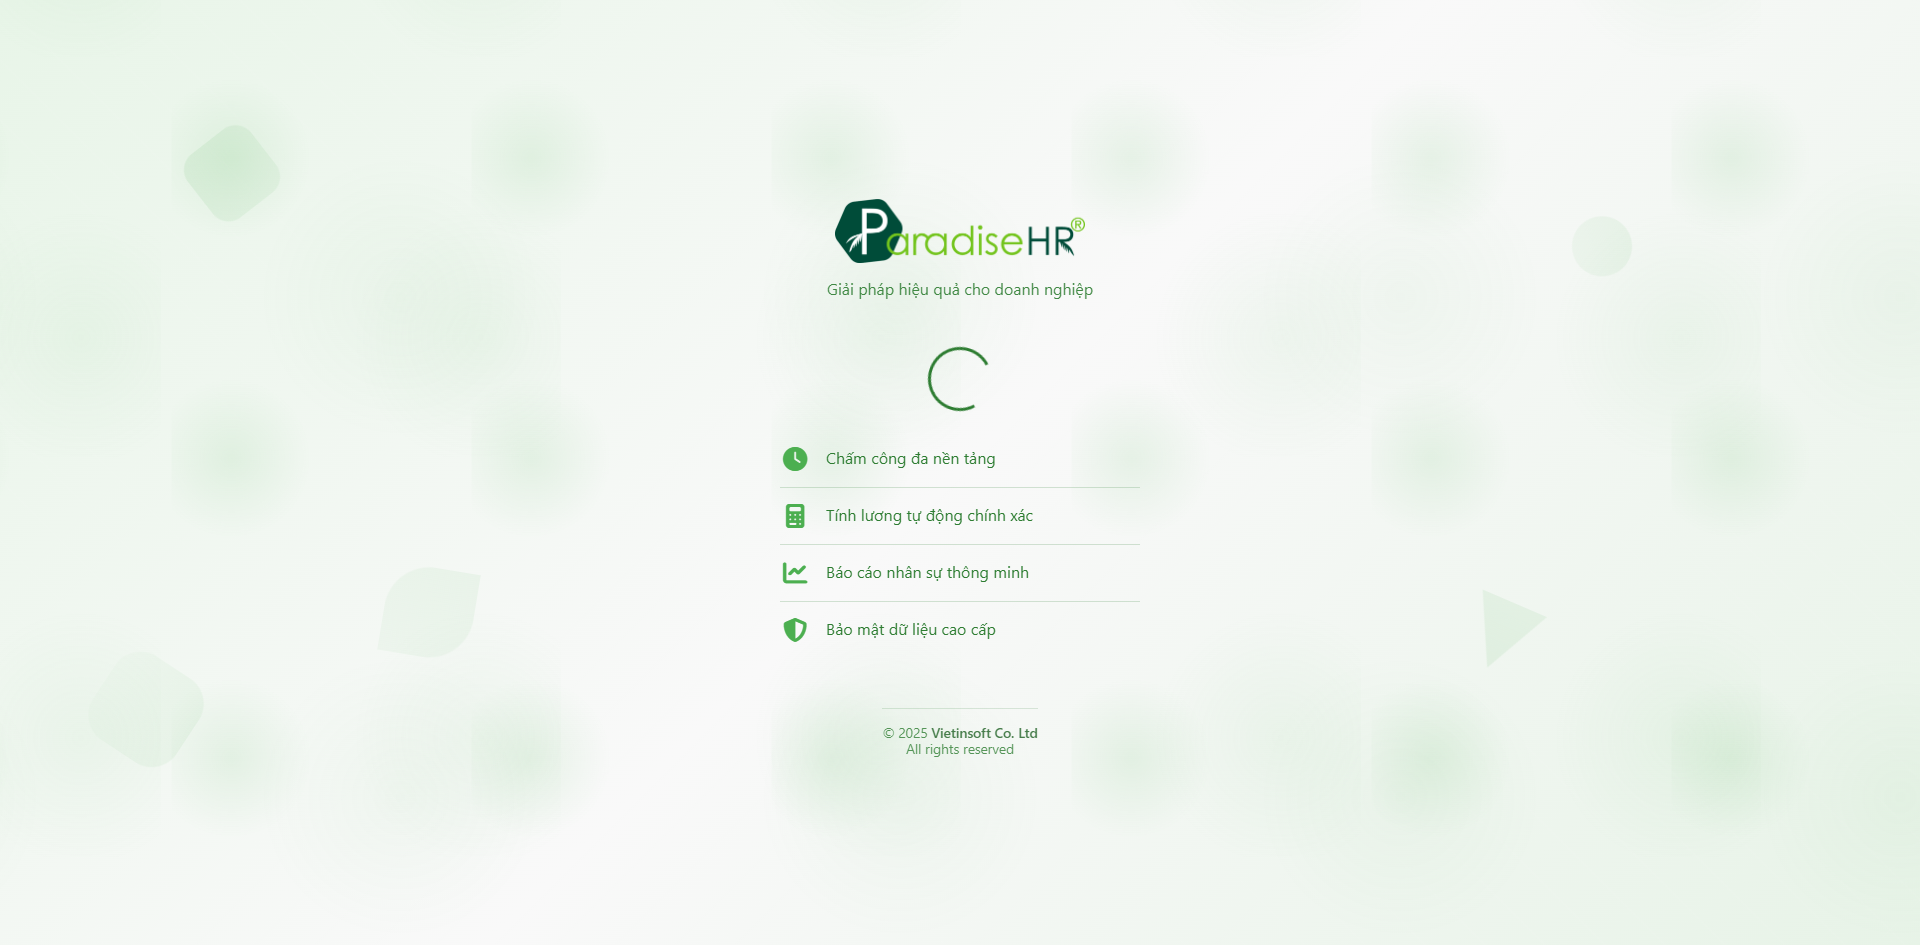 ParadiseHR®
Giải pháp hiệu quả cho doanh nghiệp
Chấm công đa nền tảng
Tính lương tự động chính xác
Báo cáo nhân sự thông minh
Bảo mật dữ liệu cao cấp
© 2025 Vietinsoft Co. Ltd
All rights reserved